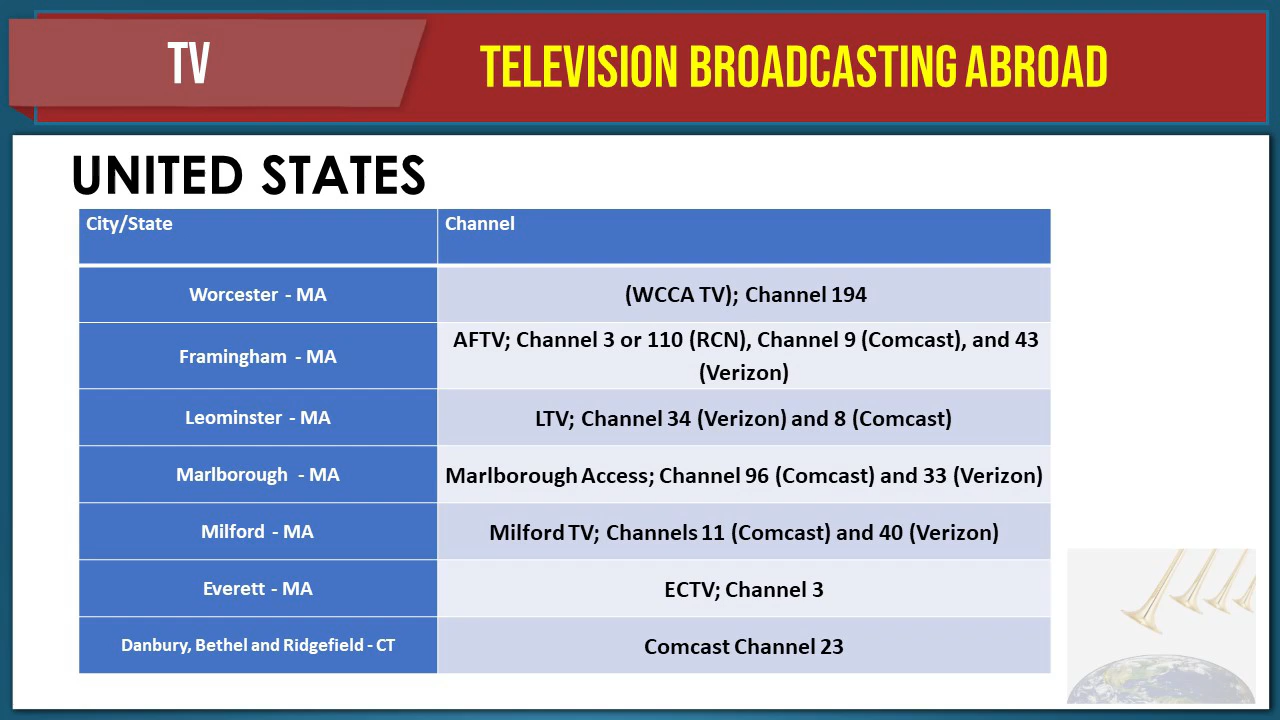 TV
TELEVISION BROADCASTING ABROAD
UNITED STATES
City/State Channel
Worcester - MA (WCCA TV); Channel 194
Framingham - MA AFTV; Channel 3 or 110 (RCN), Channel 9 (Comcast), and 43
(Verizon)
Leominster - MA LTV; Channel 34 (Verizon) and 8 (Comcast)
Marlborough - MA Marlborough Access; Channel 96 (Comcast) and 33 (Verizon)
Milford - MA Milford TV; Channels 11 (Comcast) and 40 (Verizon)
Everett - MA ECTV; Channel 3
Danbury, Bethel and Ridgefield - CT Comcast Channel 23